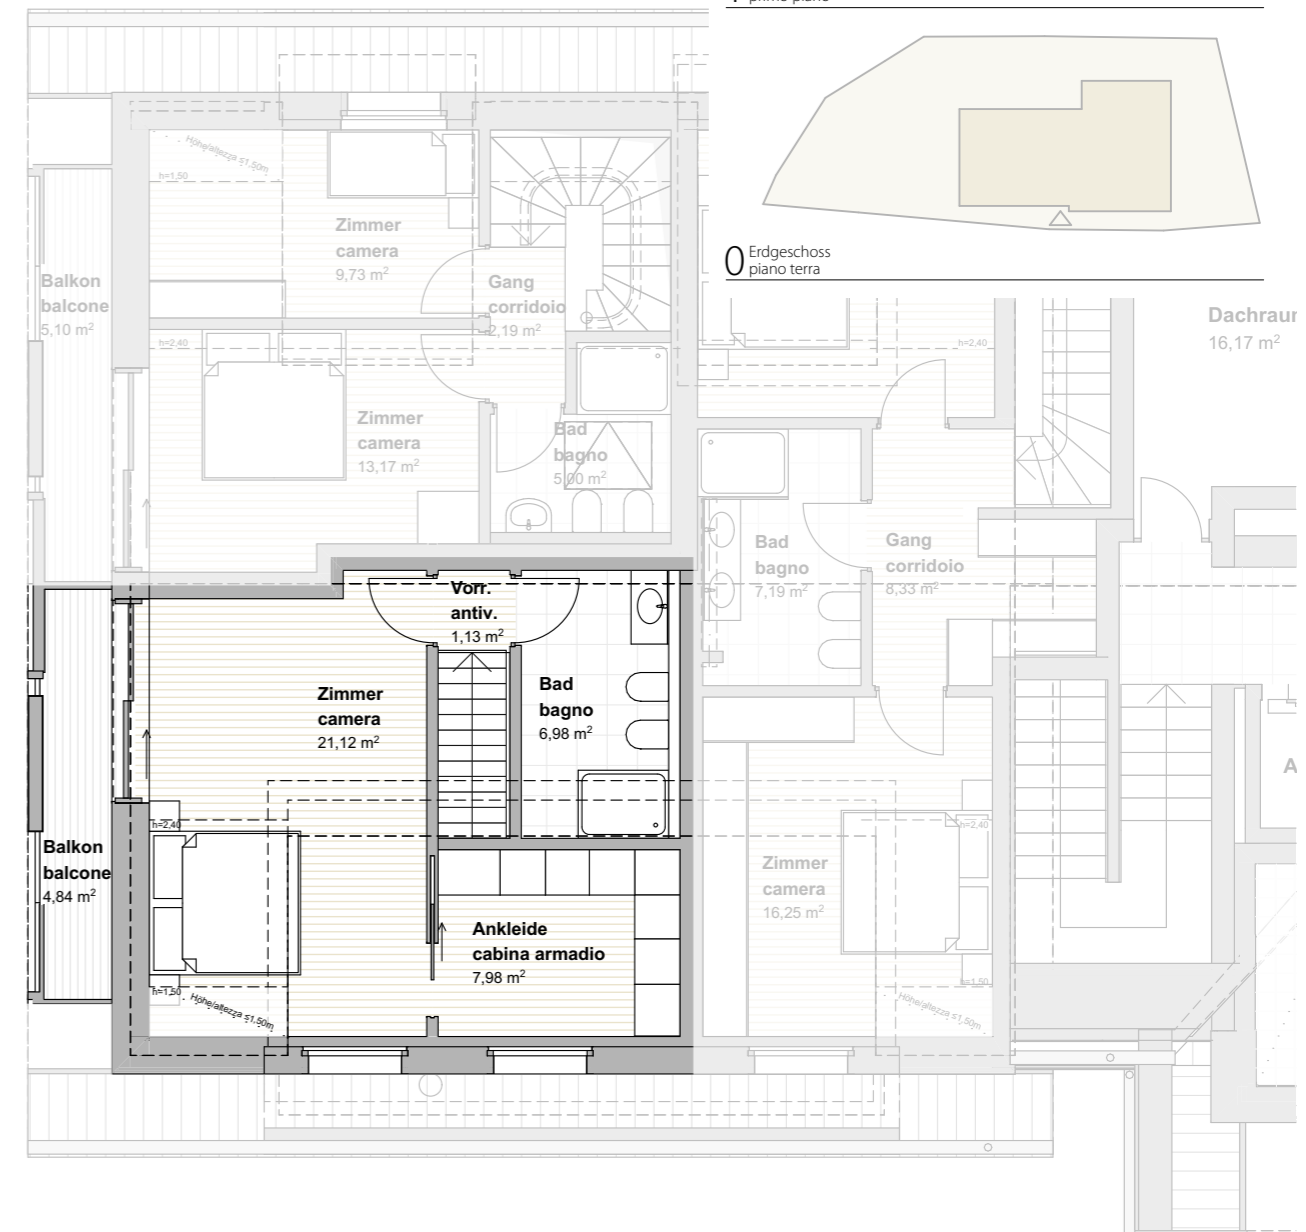 0 Erdgeschoss
piano terra
Höhe/altezza ≤1,50m
h=1,50
Zimmer
camera
9,73 m²
Balkon
balcone
5,10 m²
Gang
corridoio
2,19 m²
Dachraum
16,17 m²
h=2,40
h=2,40
Zimmer
camera
13,17 m²
Bad
bagno
5,00 m²
Bad
bagno
7,19 m²
Gang
corridoio
8,33 m²
Vorr.
antiv.
1,13 m²
Zimmer
camera
21,12 m²
Bad
bagno
6,98 m²
A
h=2,40
h=2,40
Balkon
balcone
4,84 m²
Zimmer
camera
16,25 m²
Ankleide
cabina armadio
7,98 m²
h=1,50
Höhe/altezza ≤1,50m
h=1,50
Höhe/altezza ≤1,50m